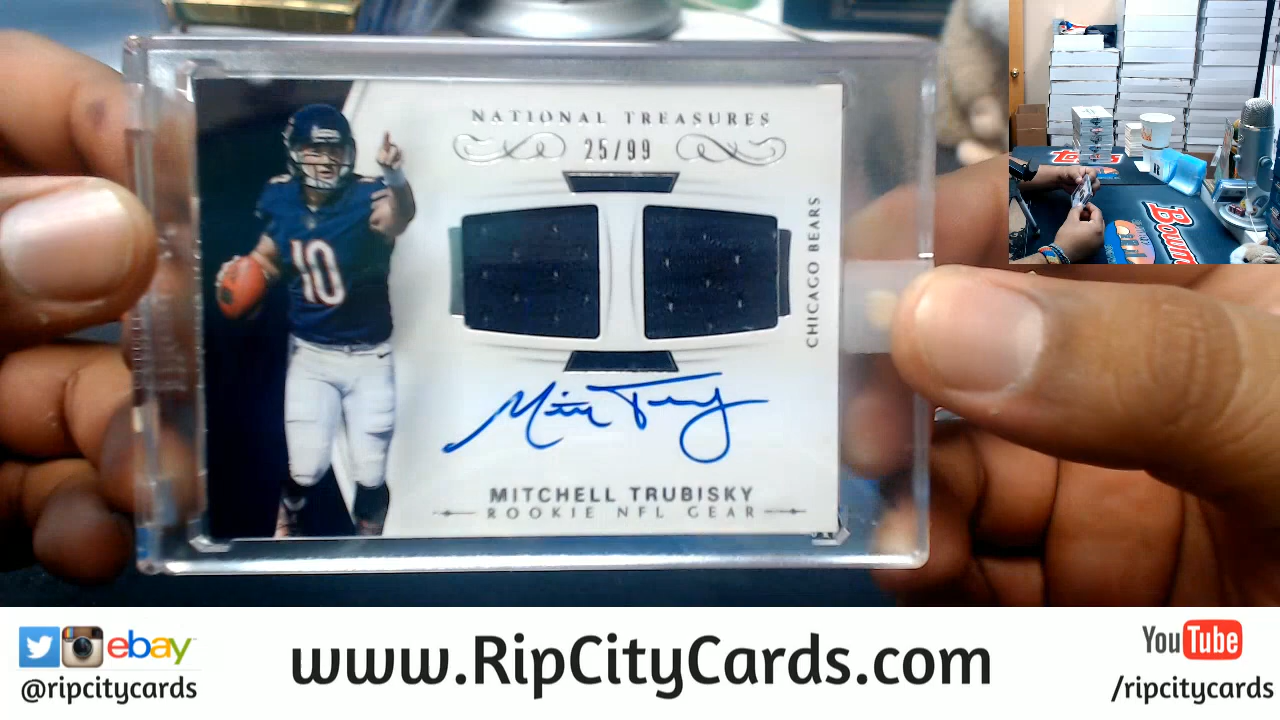 NATIONAL TREASURES
25/99
10
CHICAGO BEARS
MITCHELL TRUBISKY
ROOKIE NFL GEAR
ebay
@ripcitycards
www.RipCityCards.com
YouTube
/ripcitycards